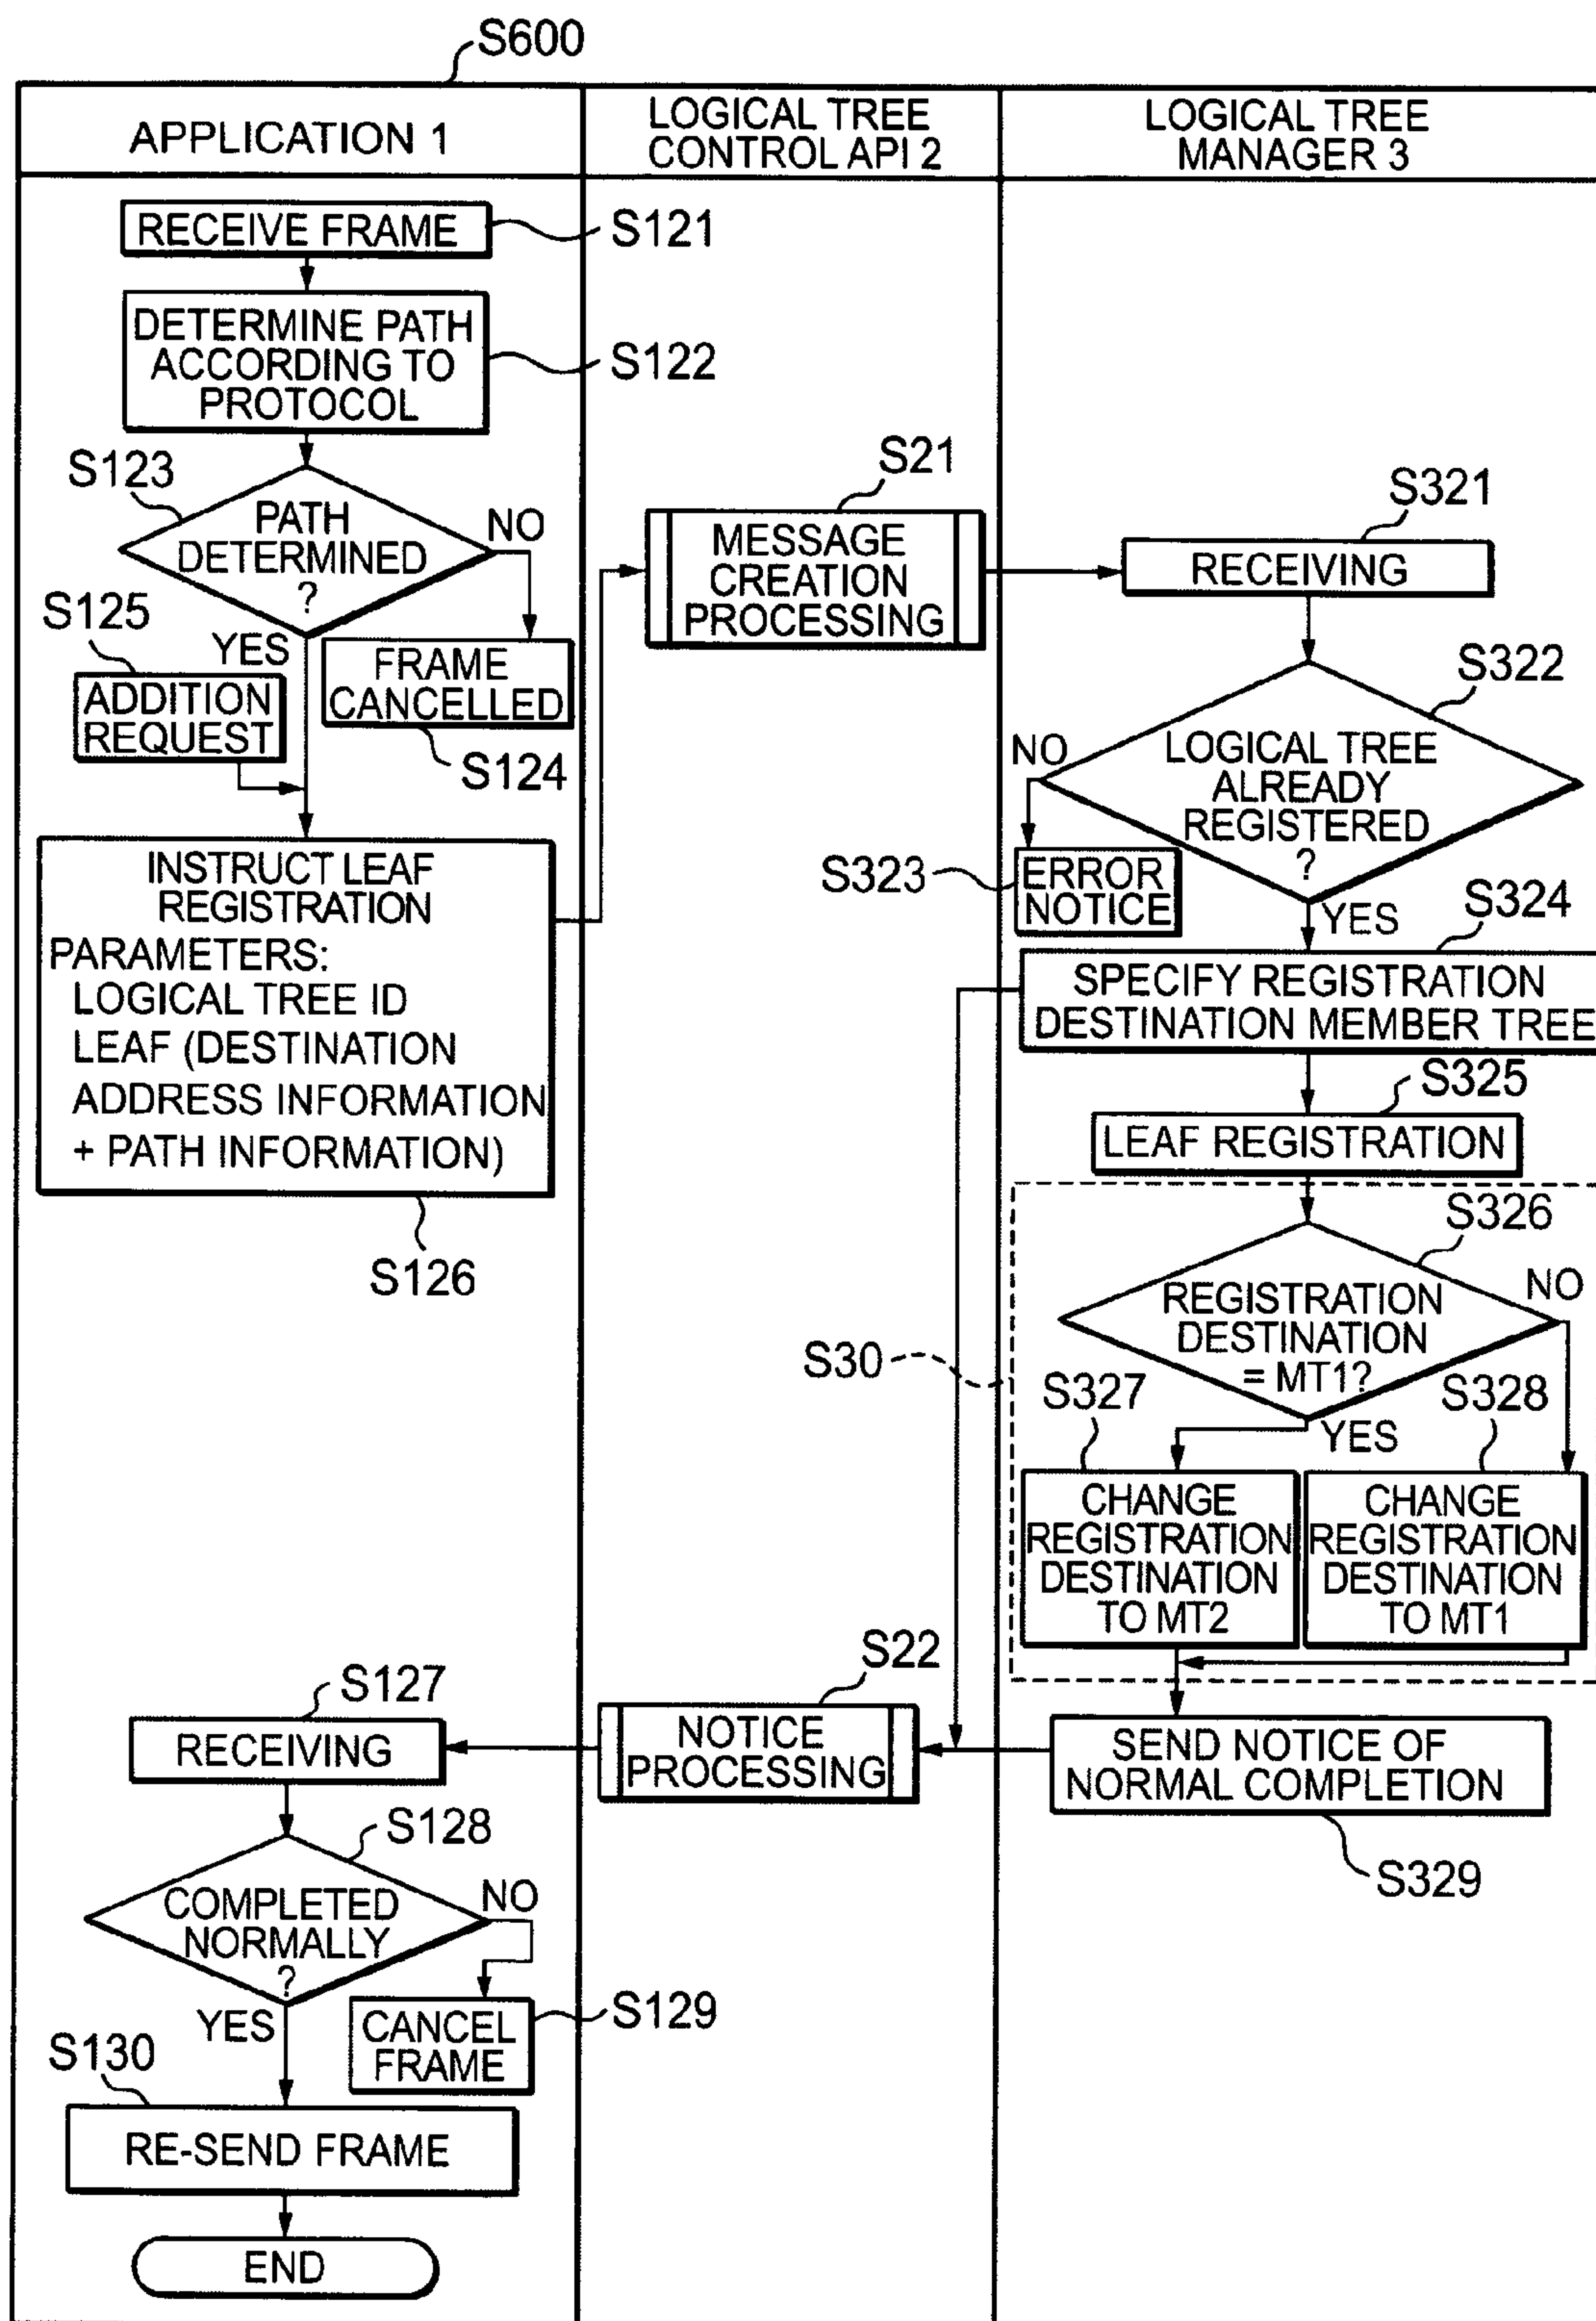 S600
APPLICATION 1
LOGICAL TREE
CONTROL API 2
LOGICAL TREE
MANAGER 3
RECEIVE FRAME
S121
DETERMINE PATH
ACCORDING TO
PROTOCOL
S122
S123
PATH
DETERMINED
?
NO
YES
S125
ADDITION
REQUEST
FRAME
CANCELLED
S124
INSTRUCT LEAF
REGISTRATION
PARAMETERS:
LOGICAL TREE ID
LEAF (DESTINATION
ADDRESS INFORMATION
+ PATH INFORMATION)
S126
S21
MESSAGE
CREATION
PROCESSING
S321
RECEIVING
S322
LOGICAL TREE
ALREADY
REGISTERED
?
NO
YES
S323
ERROR
NOTICE
S324
SPECIFY REGISTRATION
DESTINATION MEMBER TREE
S325
LEAF REGISTRATION
S326
REGISTRATION
DESTINATION
= MT1?
NO
YES
S30
S327
CHANGE
REGISTRATION
DESTINATION
TO MT2
S328
CHANGE
REGISTRATION
DESTINATION
TO MT1
S329
SEND NOTICE OF
NORMAL COMPLETION
S22
NOTICE
PROCESSING
S127
RECEIVING
S128
COMPLETED
NORMALLY
?
NO
YES
CANCEL
FRAME
S129
S130
RE-SEND FRAME
END